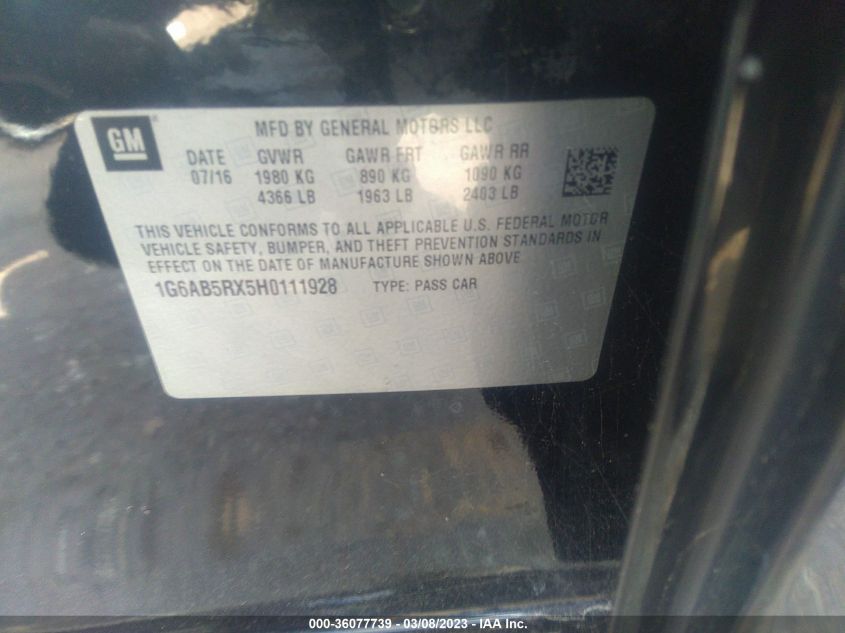 GM
MFD BY GENERAL MOTORS LLC
DATE GVWR GAWR FRT GAWR RR
07/16 1980 KG 890 KG 1090 KG
4366 LB 1963 LB 2403 LB
THIS VEHICLE CONFORMS TO ALL APPLICABLE U.S. FEDERAL MOTOR
VEHICLE SAFETY, BUMPER, AND THEFT PREVENTION STANDARDS IN
EFFECT ON THE DATE OF MANUFACTURE SHOWN ABOVE
1G6AB5RX5H0111928 TYPE: PASS CAR
000-36077739 - 03/08/2023 - IAA Inc.